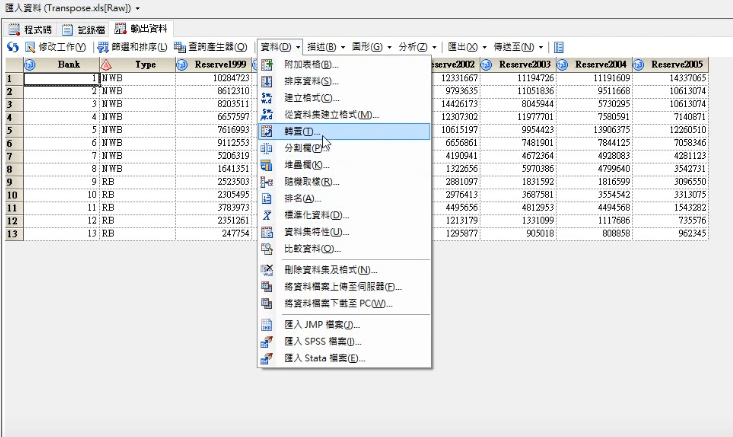 匯入資料 (Transpose.xls[Raw])
程式碼 記錄檔 輸出資料
修改工作(Y) 篩選和排序(L) 查詢產生器(Q) 資料(D) 描述(B) 圖形(G) 分析(Z) 匯出(X) 傳送至(N)
Bank Type Reserve1999 serve2002 Reserve2003 Reserve2004 Reserve2005
1 1 NWB 10284723 12331667 11194726 11191609 14337065
2 2 NWB 8612310 9793635 11051836 9511668 10613074
3 3 NWB 8203511 14426173 8045944 5730295 10613074
4 4 NWB 6657597 12307302 11977701 7580591 7140871
5 5 NWB 7616993 10615197 9954423 13906375 12260510
6 6 NWB 9112553 6656861 7481901 7844125 7058346
7 7 NWB 5206319 4190941 4672364 4928083 4281123
8 8 NWB 1641351 1322656 5970386 4799640 3542731
9 9 RB 2523503 2881097 1831592 1816599 3096550
10 10 RB 2305495 2976413 3687581 3554542 3313075
11 11 RB 3783973 4495656 4812953 4494568 1543282
12 12 RB 2351261 1213179 1331099 1117686 735576
13 13 RB 247754 1295877 905018 808858 962345
附加表格(B)...
排序資料(S)...
建立格式(C)...
從資料集建立格式(M)...
轉置(T)...
分割欄(P)...
堆疊欄(K)...
隨機取樣(R)...
排名(A)...
標準化資料(D)...
資料集特性(U)...
比較資料(O)...
刪除資料集及格式(N)...
將資料檔案上傳至伺服器(F)...
將資料檔案下載至 PC(W)...
匯入 JMP 檔案(J)...
匯入 SPSS 檔案(I)...
匯入 Stata 檔案(E)...